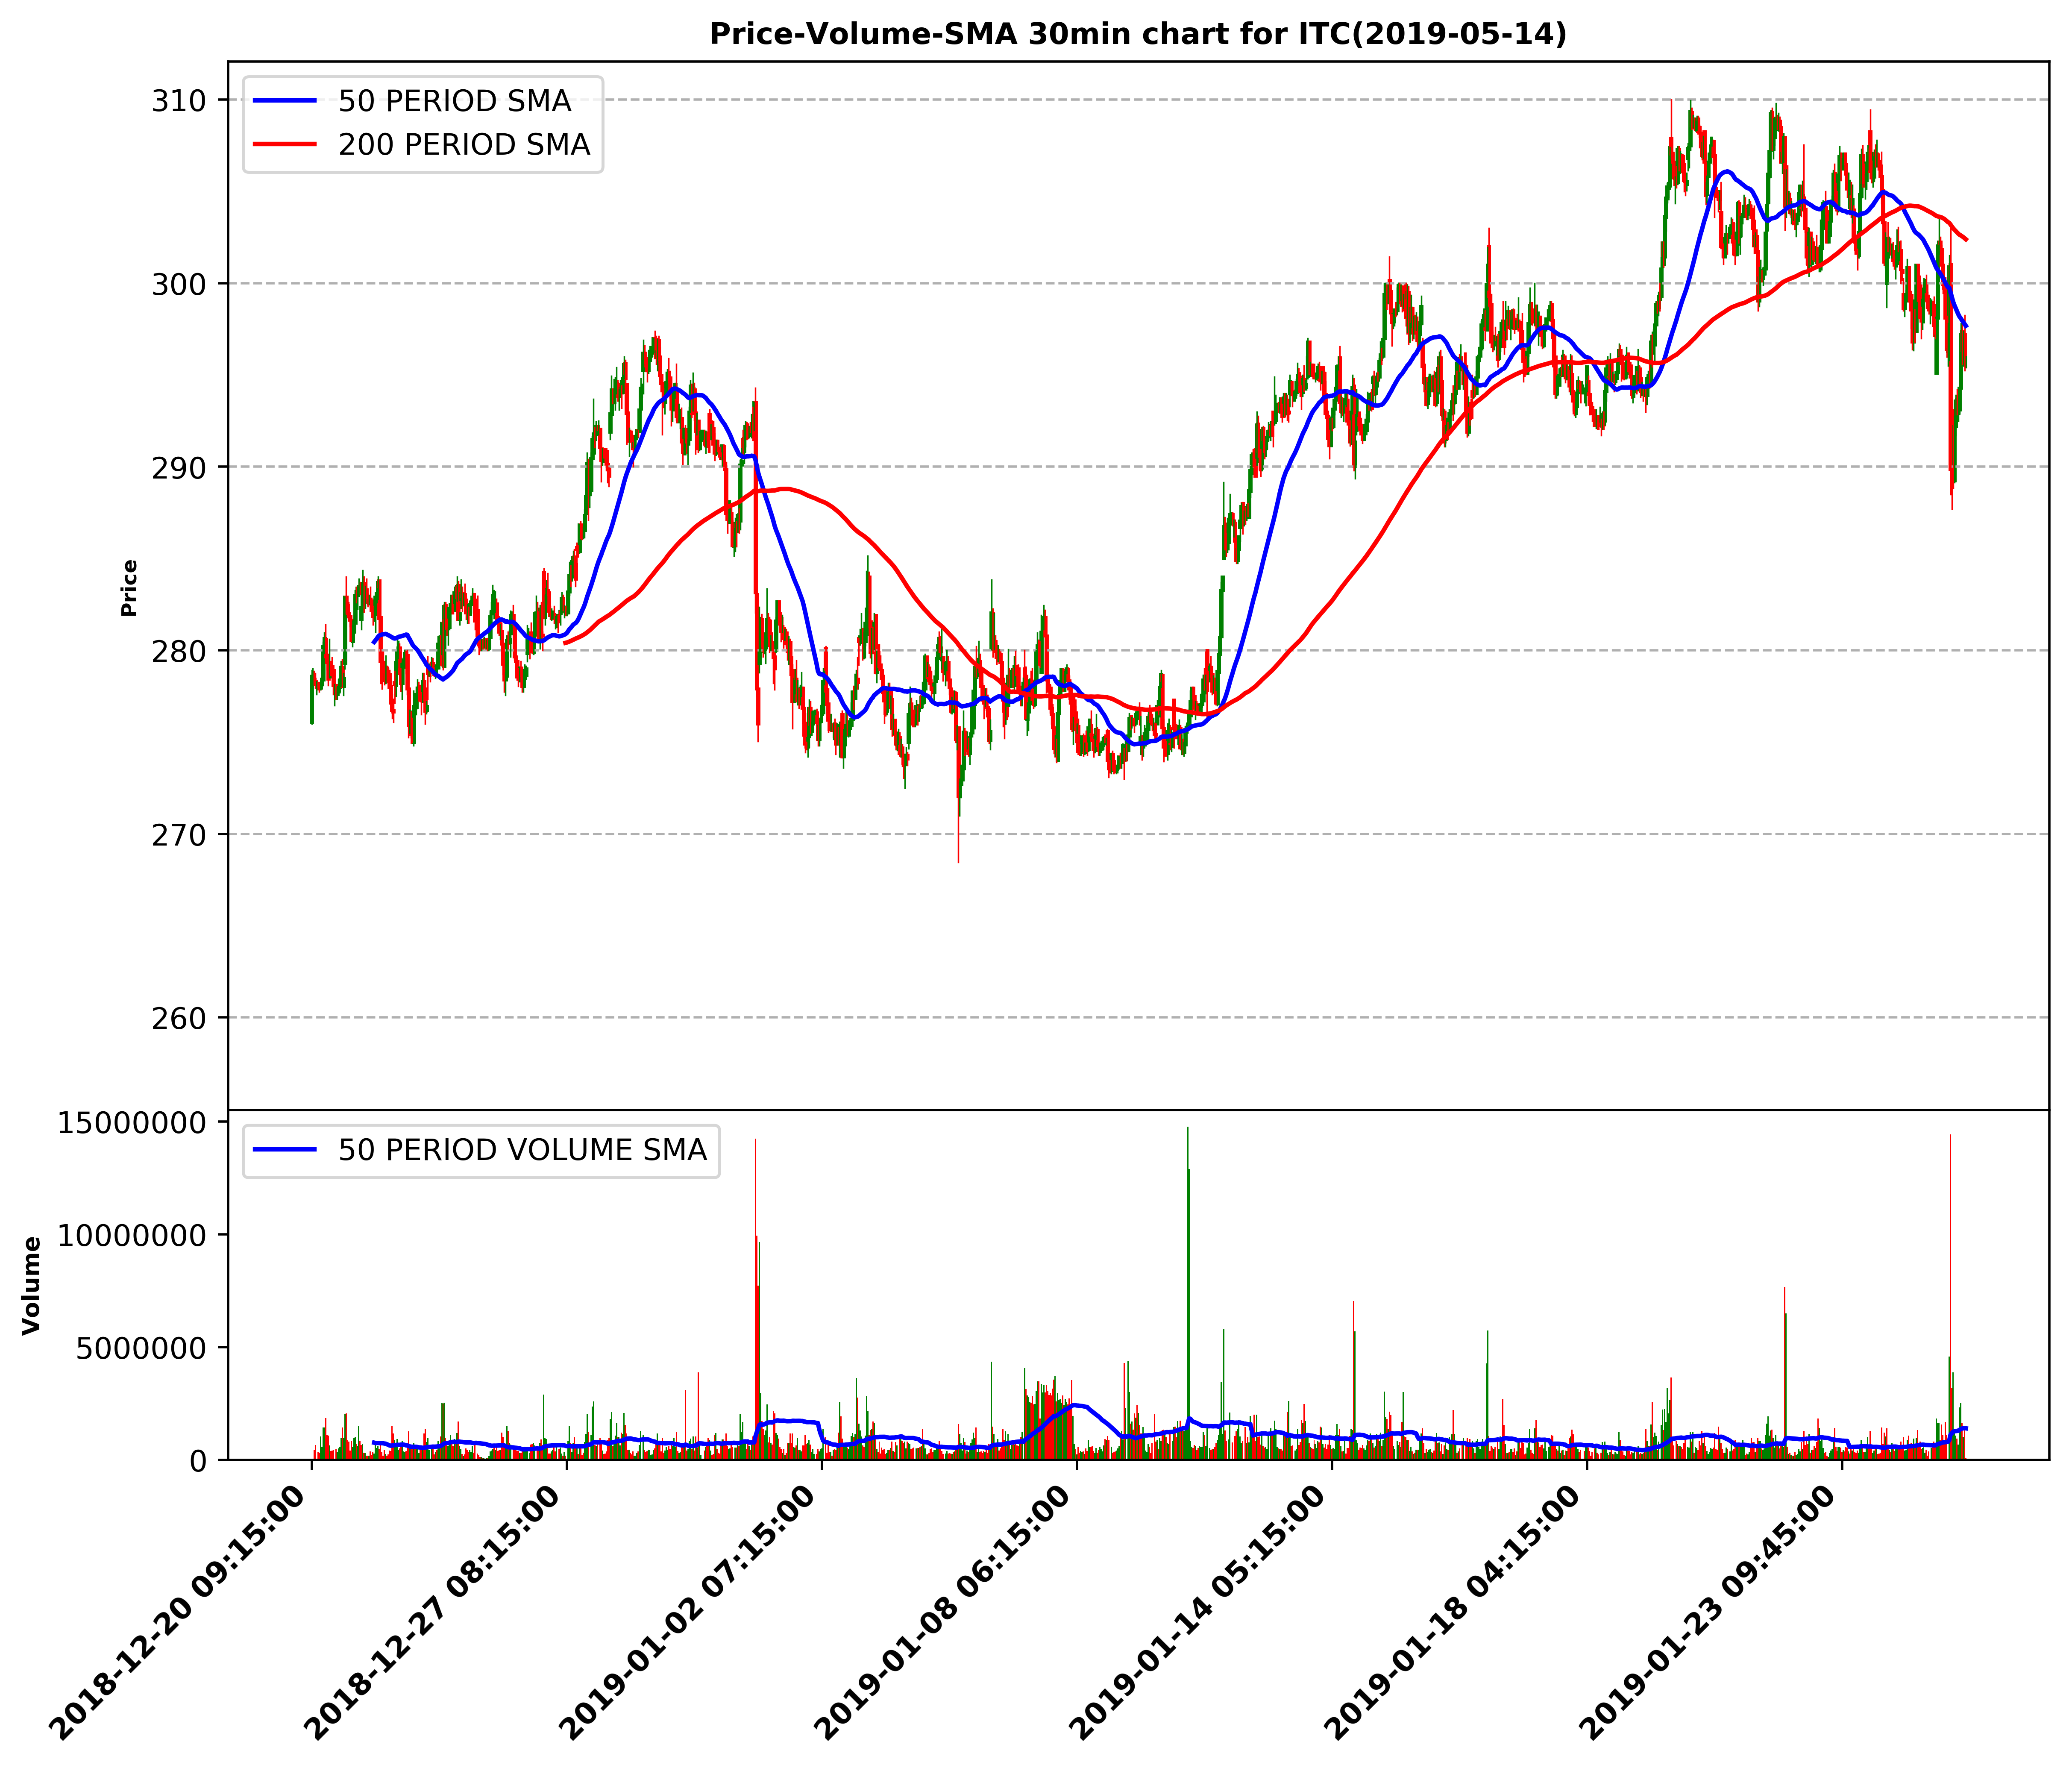 Price-Volume-SMA 30min chart for ITC(2019-05-14)
50 PERIOD SMA
200 PERIOD SMA
310
300
290
280
270
260
Price
50 PERIOD VOLUME SMA
15000000
10000000
5000000
0
Volume
2018-12-20 09:15:00
2018-12-27 08:15:00
2019-01-02 07:15:00
2019-01-08 06:15:00
2019-01-14 05:15:00
2019-01-18 04:15:00
2019-01-23 09:45:00